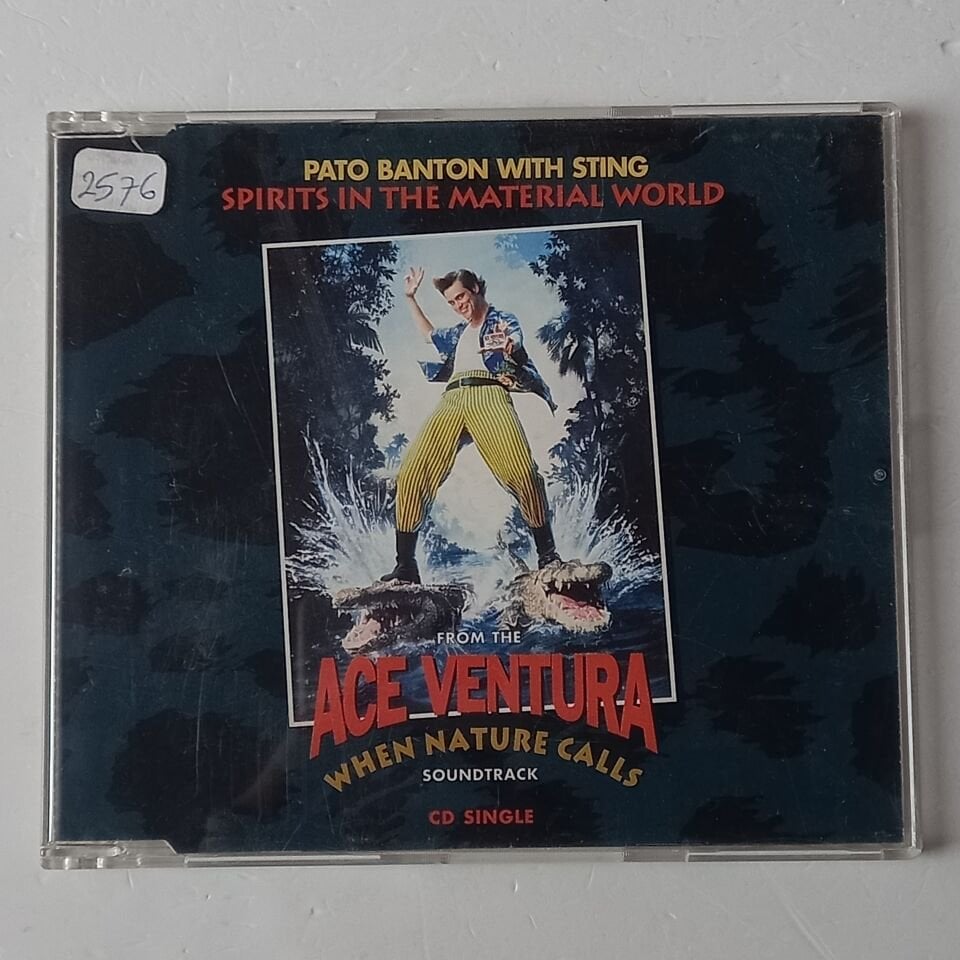 2576
PATO BANTON WITH STING
SPIRITS IN THE MATERIAL WORLD
FROM THE
ACE VENTURA
WHEN NATURE CALLS
SOUNDTRACK
CD SINGLE